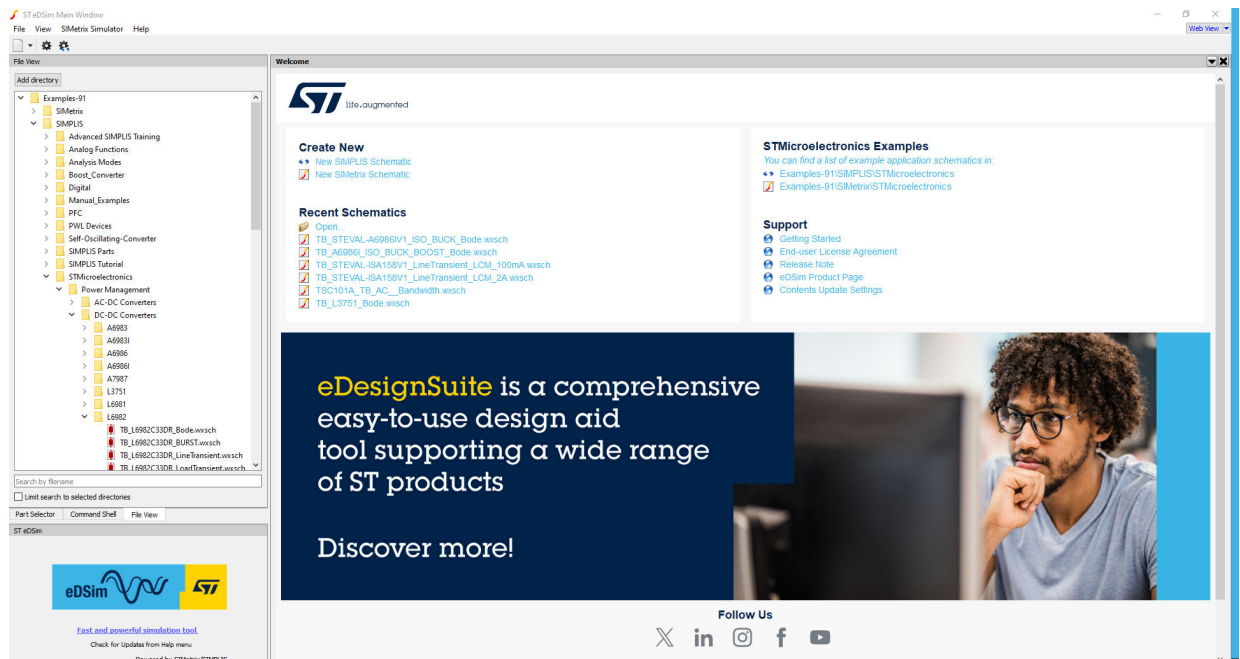 ST eDSim Main Window
File View SIMetrix Simulator Help
Web View
File View
Add directory
Examples-91
SIMetrix
SIMPLIS
Advanced SIMPLIS Training
Analog Functions
Analysis Modes
Boost_Converter
Digital
Manual_Examples
PFC
PWL Devices
Self-Oscillating-Converter
SIMPLIS Parts
SIMPLIS Tutorial
STMicroelectronics
Power Management
AC-DC Converters
DC-DC Converters
A6983
A6983I
A6986
A6986I
A7987
L3751
L6981
L6982
TB_L6982C33DR_Bode.wxsch
TB_L6982C33DR_BURST.wxsch
TB_L6982C33DR_LineTransient.wxsch
TB_L6982C33DR_LoadTransient.wxsch
Search by filename
Limit search to selected directories
Part Selector Command Shell File View
ST eDSim
eDSim
Fast and powerful simulation tool
Check for Updates from Help menu
Powered by SIMetrix/SIMPLIS
Welcome
ST life.augmented
Create New
New SIMPLIS Schematic
New SIMetrix Schematic
Recent Schematics
Open...
TB_STEVAL-A6986IV1_ISO_BUCK_Bode.wxsch
TB_A6986I_ISO_BUCK_BOOST_Bode.wxsch
TB_STEVAL-ISA158V1_LineTransient_LCM_100mA.wxsch
TB_STEVAL-ISA158V1_LineTransient_LCM_2A.wxsch
TSC101A_TB_AC__Bandwidth.wxsch
TB_L3751_Bode.wxsch
STMicroelectronics Examples
You can find a list of example application schematics in:
Examples-91\SIMPLIS\STMicroelectronics
Examples-91\SIMetrix\STMicroelectronics
Support
Getting Started
End-user License Agreement
Release Note
eDSim Product Page
Contents Update Settings
eDesignSuite is a comprehensive
easy-to-use design aid
tool supporting a wide range
of ST products
Discover more!
Follow Us